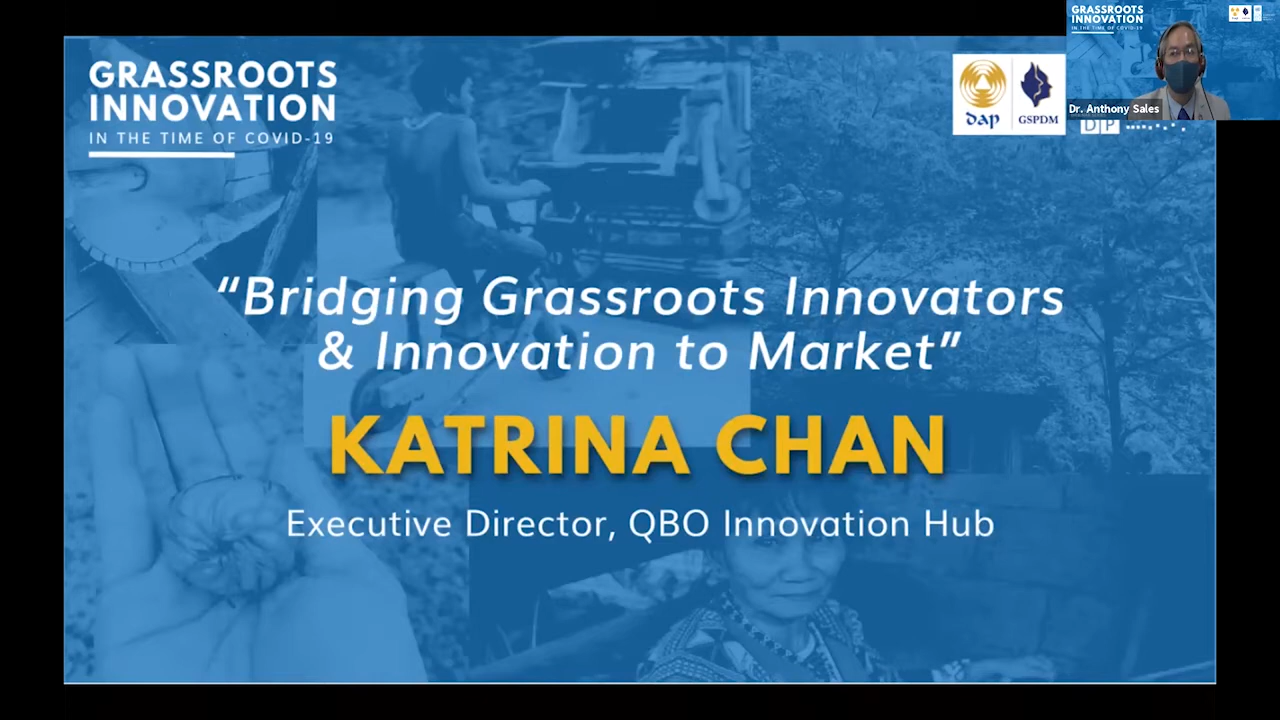 GRASSROOTS
INNOVATION
IN THE TIME OF COVID-19
dap
GSPDM
DP
GRASSROOTS
INNOVATION
IN THE TIME OF COVID-19
Dr. Anthony Sales
“Bridging Grassroots Innovators
& Innovation to Market”
KATRINA CHAN
Executive Director, QBO Innovation Hub